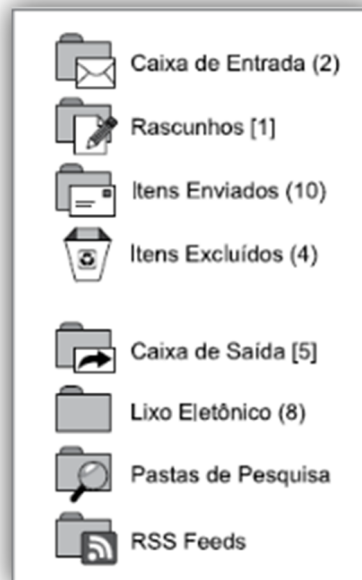 Caixa de Entrada (2)
Rascunhos [1]
Itens Enviados (10)
Itens Excluídos (4)
Caixa de Saída [5]
Lixo Eletônico (8)
Pastas de Pesquisa
RSS Feeds